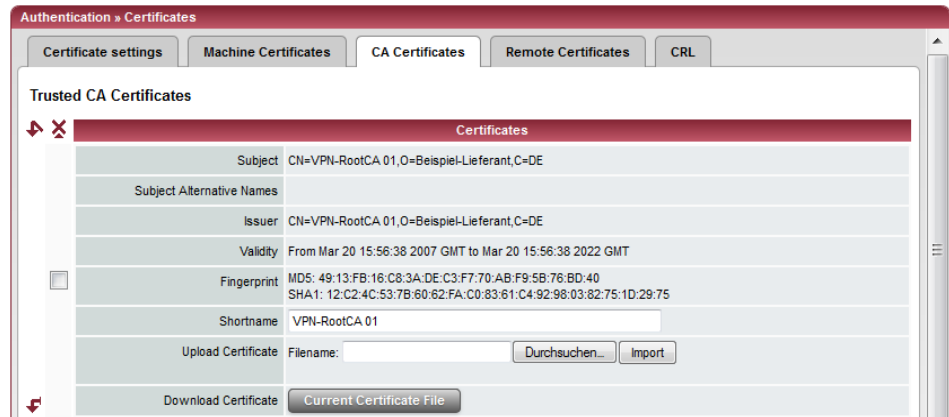 Authentication » Certificates
Certificate settings
Machine Certificates
CA Certificates
Remote Certificates
CRL
Trusted CA Certificates
Certificates
Subject CN=VPN-RootCA 01,O=Beispiel-Lieferant,C=DE
Subject Alternative Names
Issuer CN=VPN-RootCA 01,O=Beispiel-Lieferant,C=DE
Validity From Mar 20 15:56:38 2007 GMT to Mar 20 15:56:38 2022 GMT
Fingerprint MD5: 49:13:FB:16:C8:3A:DE:C3:F7:70:AB:F9:5B:76:BD:40
SHA1: 12:C2:4C:53:7B:60:62:FA:C0:83:61:C4:92:98:03:82:75:1D:29:75
Shortname VPN-RootCA 01
Upload Certificate Filename: Durchsuchen... Import
Download Certificate Current Certificate File